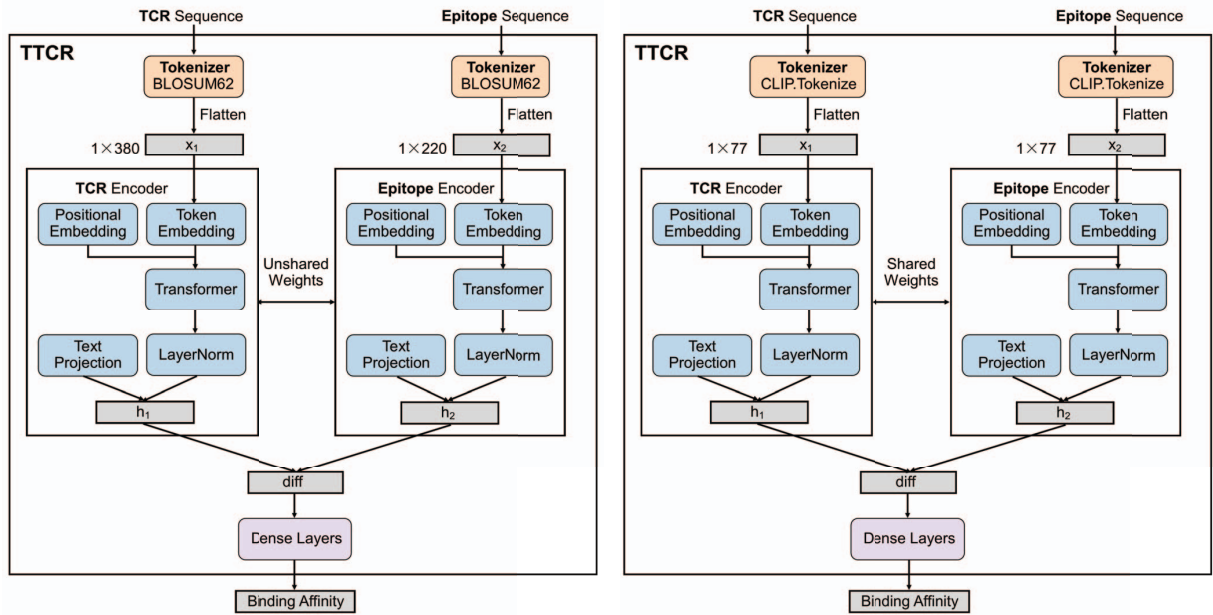 TCR Sequence
Epitope Sequence
TTCR
Tokenizer
BLOSUM62
Tokenizer
BLOSUM62
Flatten
Flatten
1×380
x₁
1×220
x₂
TCR Encoder
Epitope Encoder
Positional
Embedding
Token
Embedding
Positional
Embedding
Token
Embedding
Unshared
Weights
Transformer
Transformer
Text
Projection
LayerNorm
Text
Projection
LayerNorm
h₁
h₂
diff
Dense Layers
Binding Affinity
TCR Sequence
Epitope Sequence
TTCR
Tokenizer
CLIP.Tokenize
Tokenizer
CLIP.Tokenize
Flatten
Flatten
1×77
x₁
1×77
x₂
TCR Encoder
Epitope Encoder
Positional
Embedding
Token
Embedding
Positional
Embedding
Token
Embedding
Shared
Weights
Transformer
Transformer
Text
Projection
LayerNorm
Text
Projection
LayerNorm
h₁
h₂
diff
Dense Layers
Binding Affinity